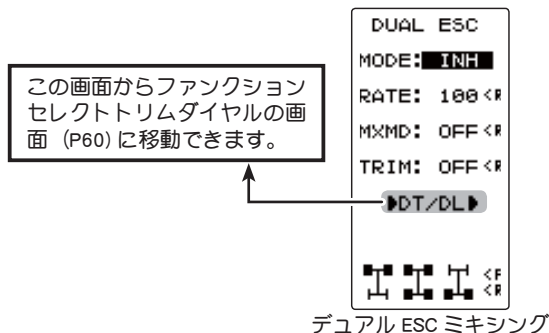 DUAL ESC
MODE: INH
RATE: 100<R
MXMD: OFF<R
TRIM: OFF<R
▶DT/DL▶
<F
<R
この画面からファンクション
セレクトトリムダイヤルの画
面（P60)に移動できます。
デュアル ESC ミキシング